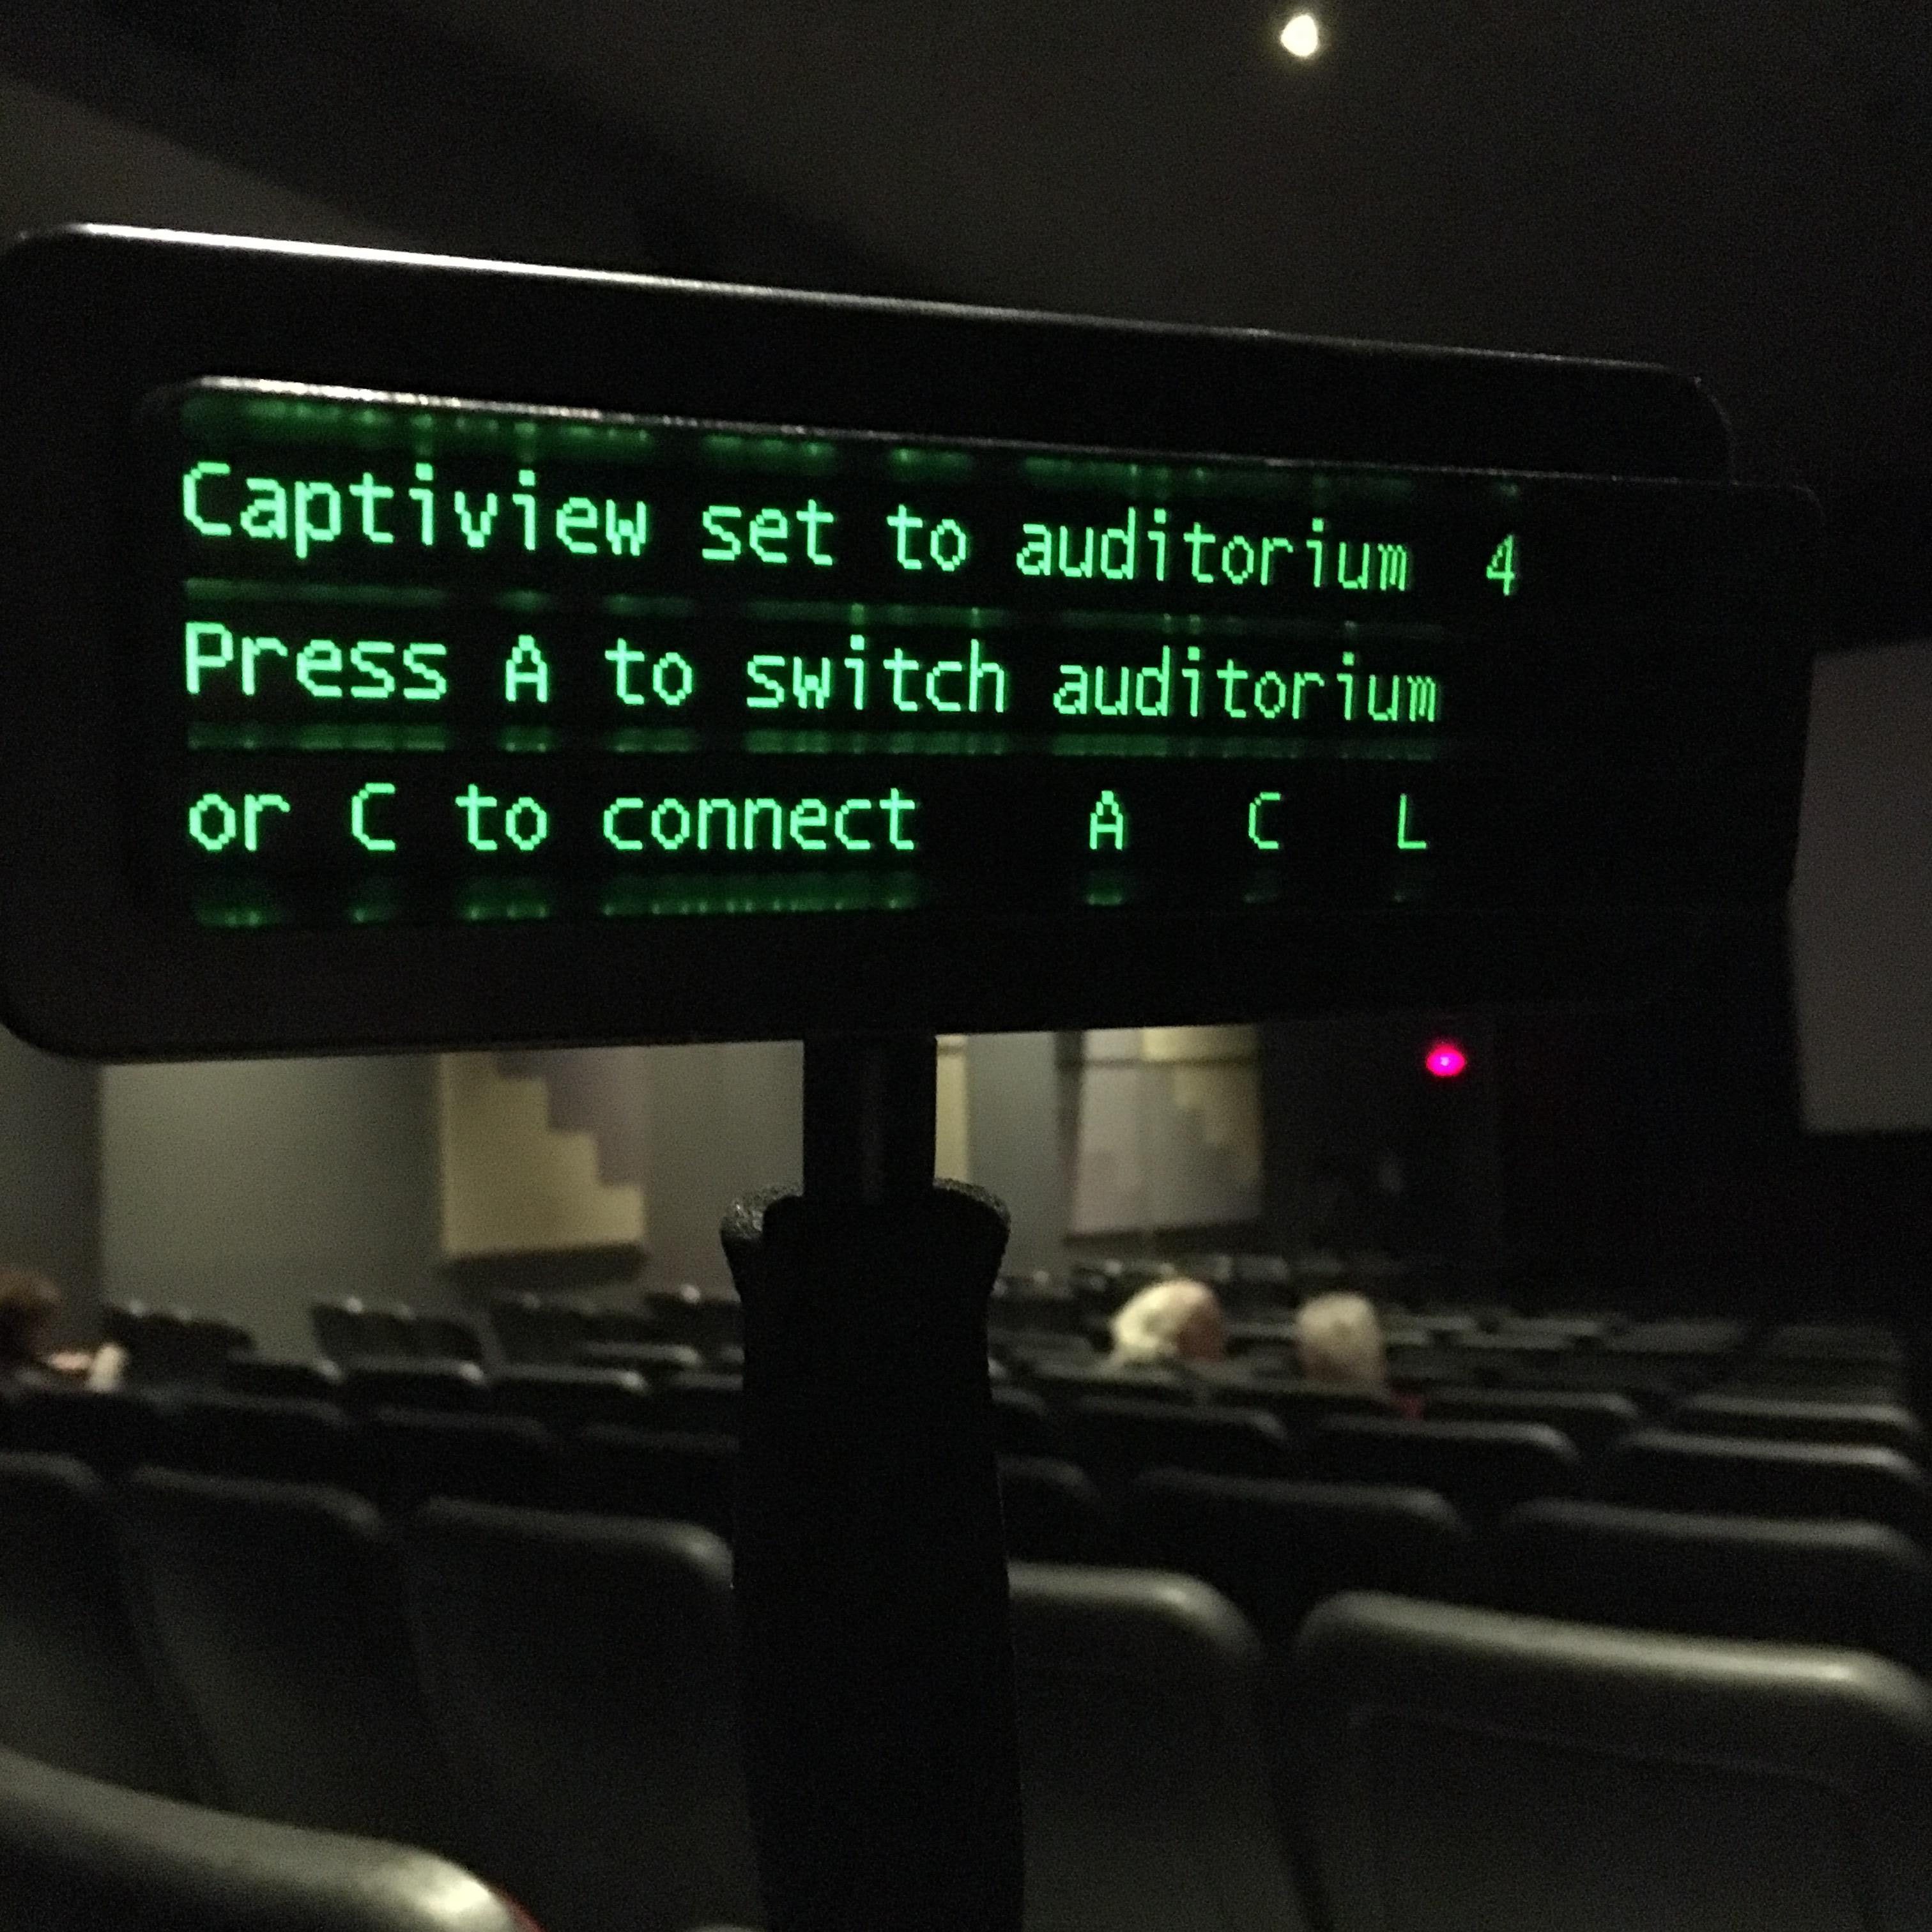 Captiview set to auditorium 4
Press A to switch auditorium
or C to connect A C L